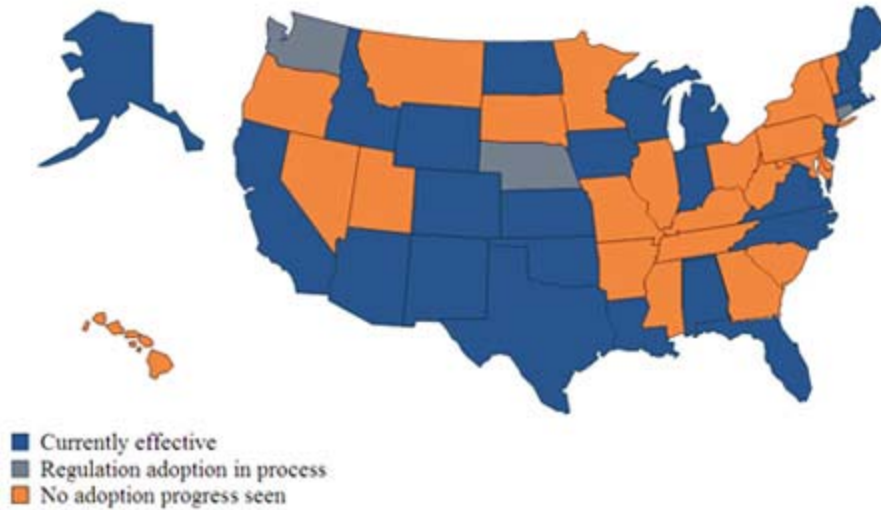 Currently effective
Regulation adoption in process
No adoption progress seen